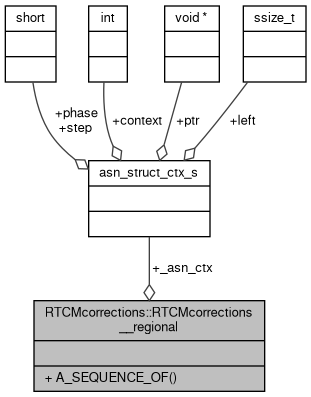 short
int
void *
ssize_t
+phase
+step
+context
+ptr
+left
asn_struct_ctx_s
+_asn_ctx
RTCMcorrections::RTCMcorrections
__regional
+ A_SEQUENCE_OF()